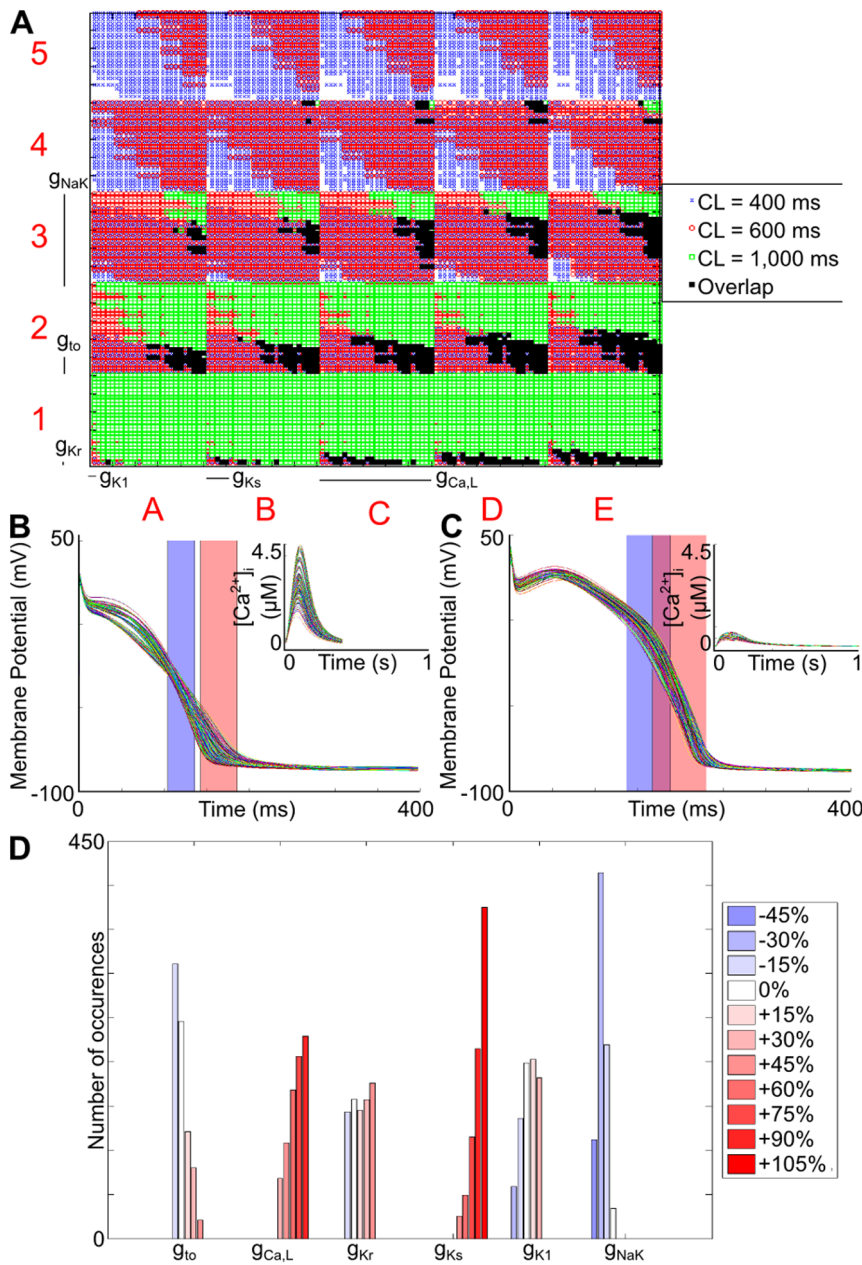 A
5
4
gNaK
3
2
gto
1
gKr
gK1 gKs gCa,L
CL = 400 ms
CL = 600 ms
CL = 1,000 ms
Overlap
A B C D E
B
50
Membrane Potential (mV)
-100
0 Time (ms) 400
4.5
[Ca2+]i
(µM)
0
0 Time (s) 1
C
50
Membrane Potential (mV)
-100
0 Time (ms) 400
4.5
[Ca2+]i
(µM)
0
0 Time (s) 1
D
450
Number of occurences
0
gto gCa,L gKr gKs gK1 gNaK
-45%
-30%
-15%
0%
+15%
+30%
+45%
+60%
+75%
+90%
+105%